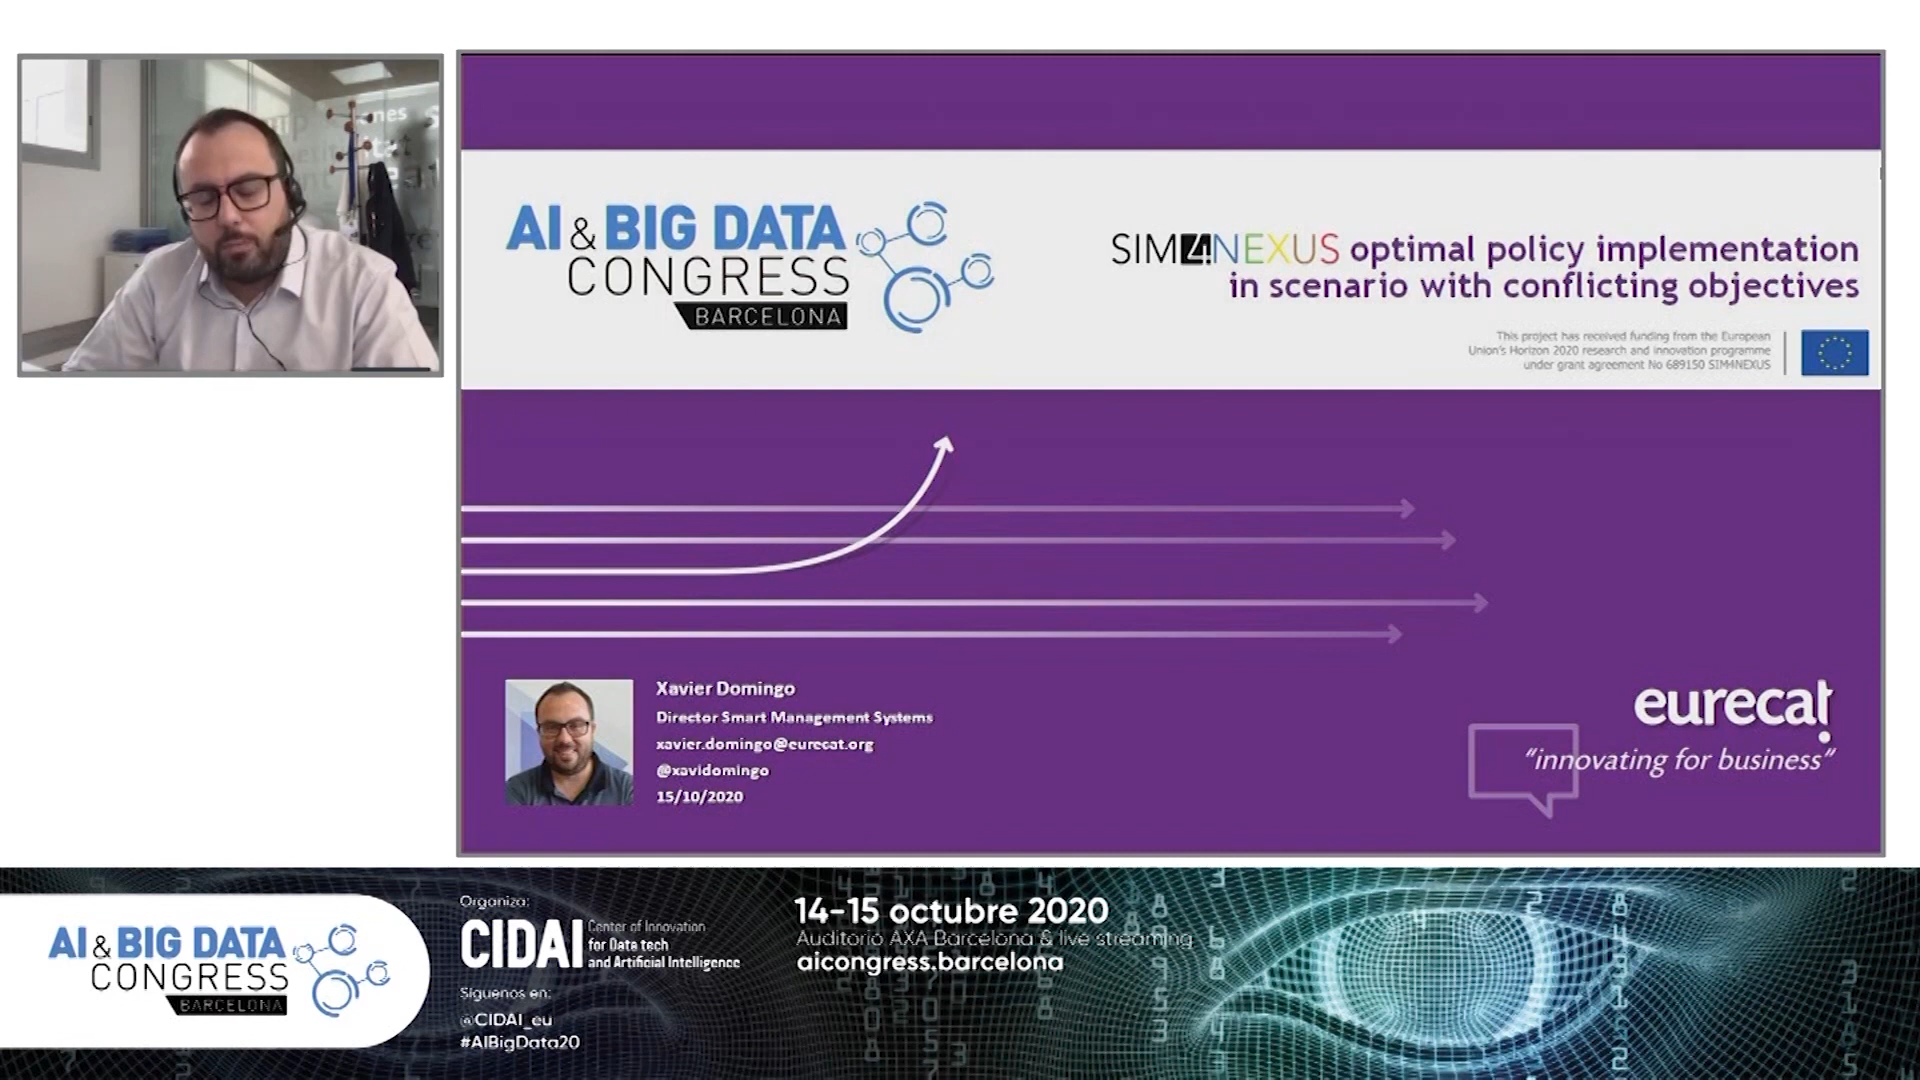 AI & BIG DATA
CONGRESS
BARCELONA
SIM4NEXUS optimal policy implementation
in scenario with conflicting objectives
This project has received funding from the European
Union's Horizon 2020 research and innovation programme
under grant agreement No 689150 SIM4NEXUS
Xavier Domingo
Director Smart Management Systems
xavier.domingo@eurecat.org
@xavidomingo
15/10/2020
eurecat
"innovating for business"
AI & BIG DATA
CONGRESS
BARCELONA
Organiza:
CIDAI
Center of Innovation
for Data tech
and Artificial Intelligence
Síguenos en:
@CIDAI_eu
#AIBigData20
14-15 octubre 2020
Auditorio AXA Barcelona & live streaming
aicongress.barcelona